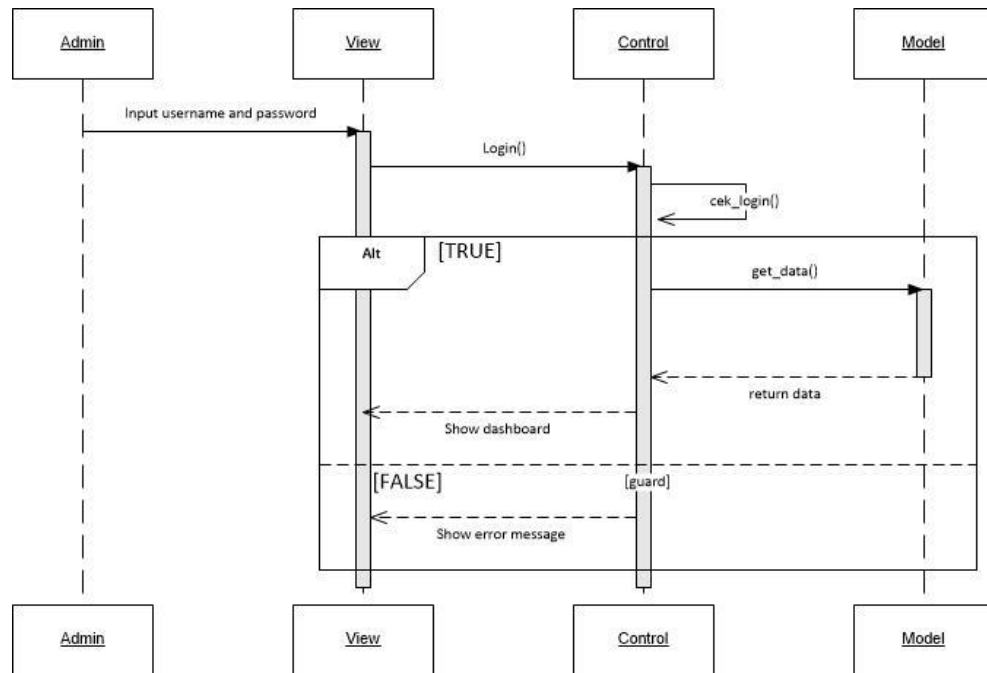 Admin
View
Control
Model
Input username and password
Login()
cek_login()
Alt
[TRUE]
get_data()
return data
Show dashboard
[FALSE]
[guard]
Show error message
Admin
View
Control
Model